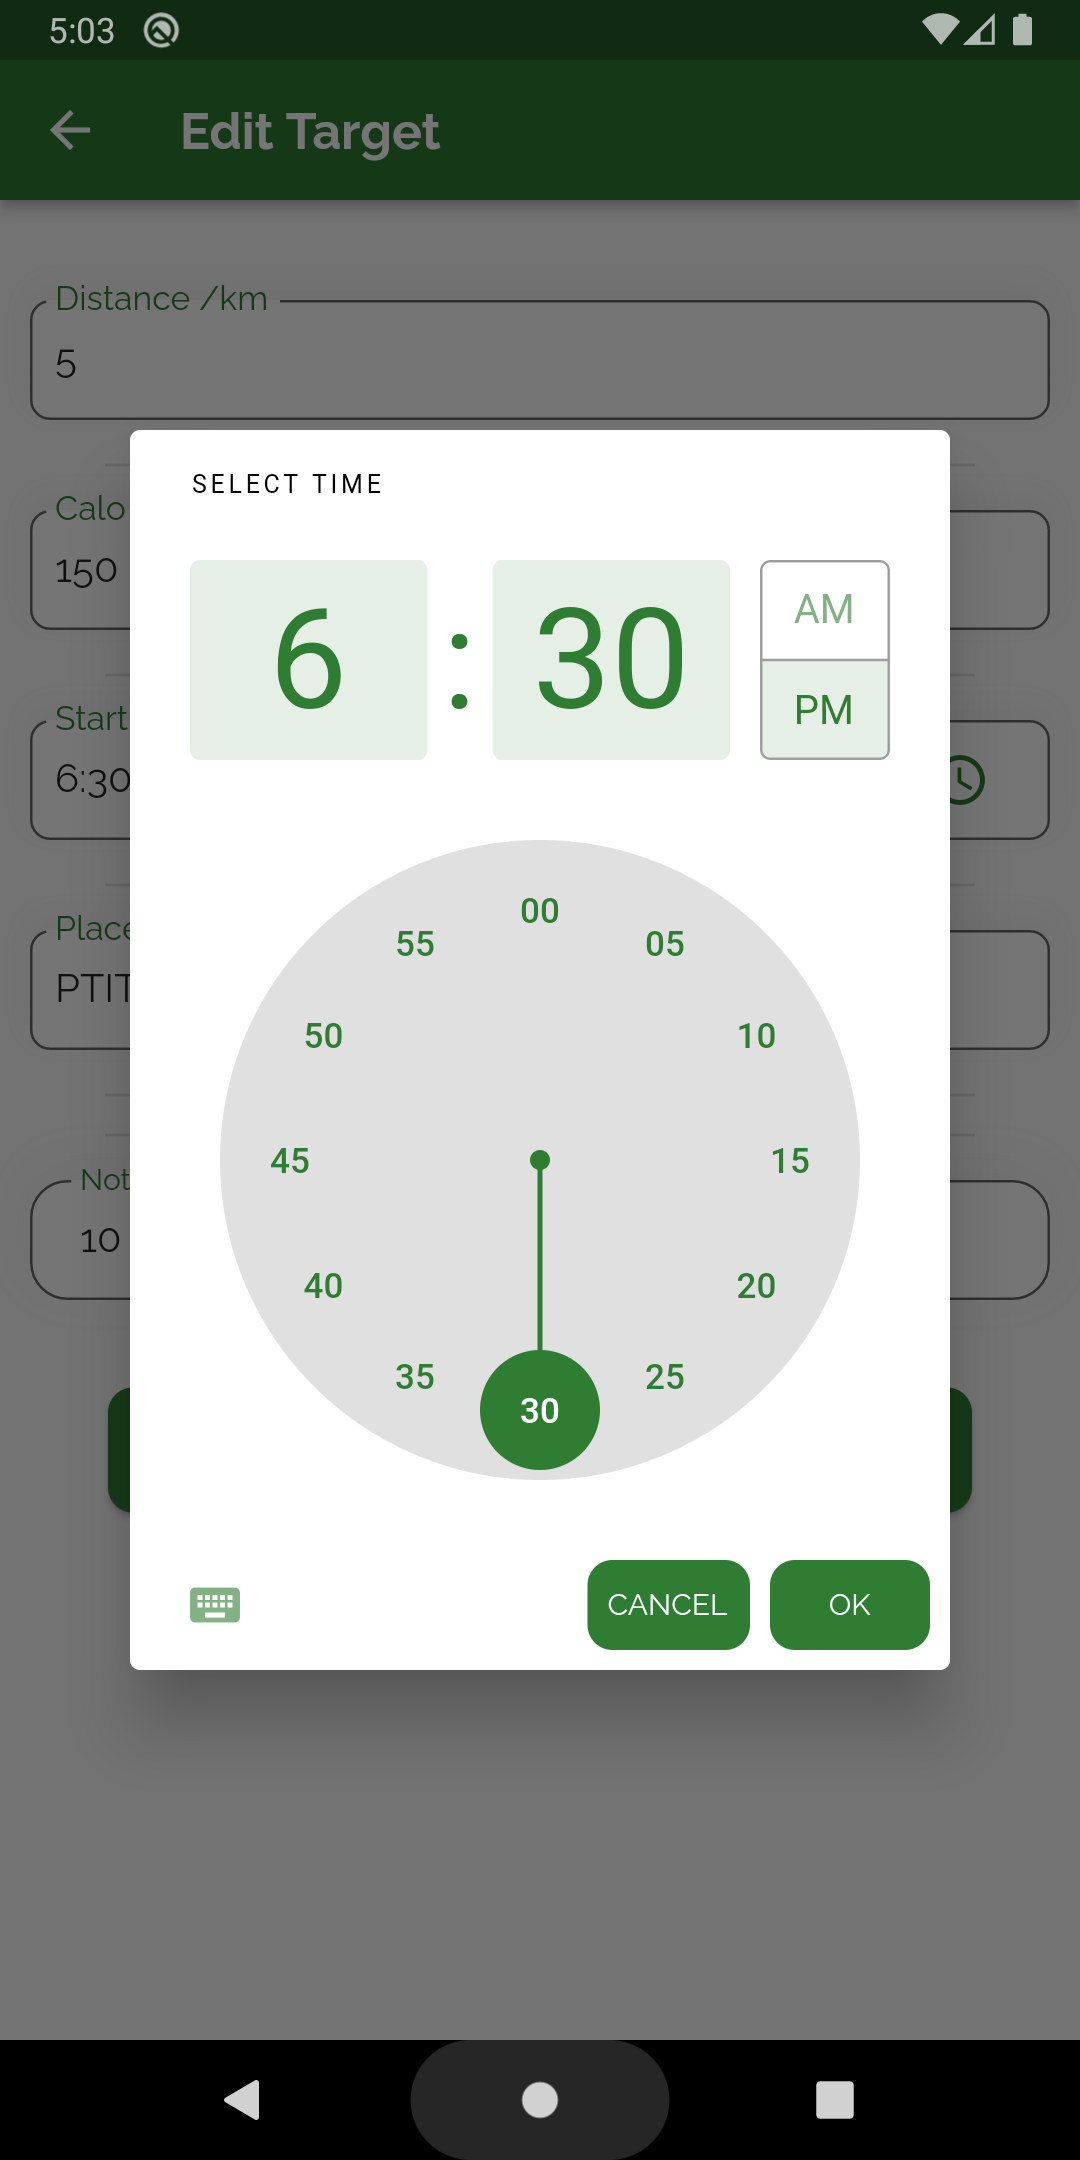 5:03
Edit Target
Distance /km
5
SELECT TIME
Calo
150
6 : 30
AM
PM
Start
6:30
00
55
05
Place
PTIT
50
10
45
15
Not
10
40
20
35
25
30
CANCEL
OK